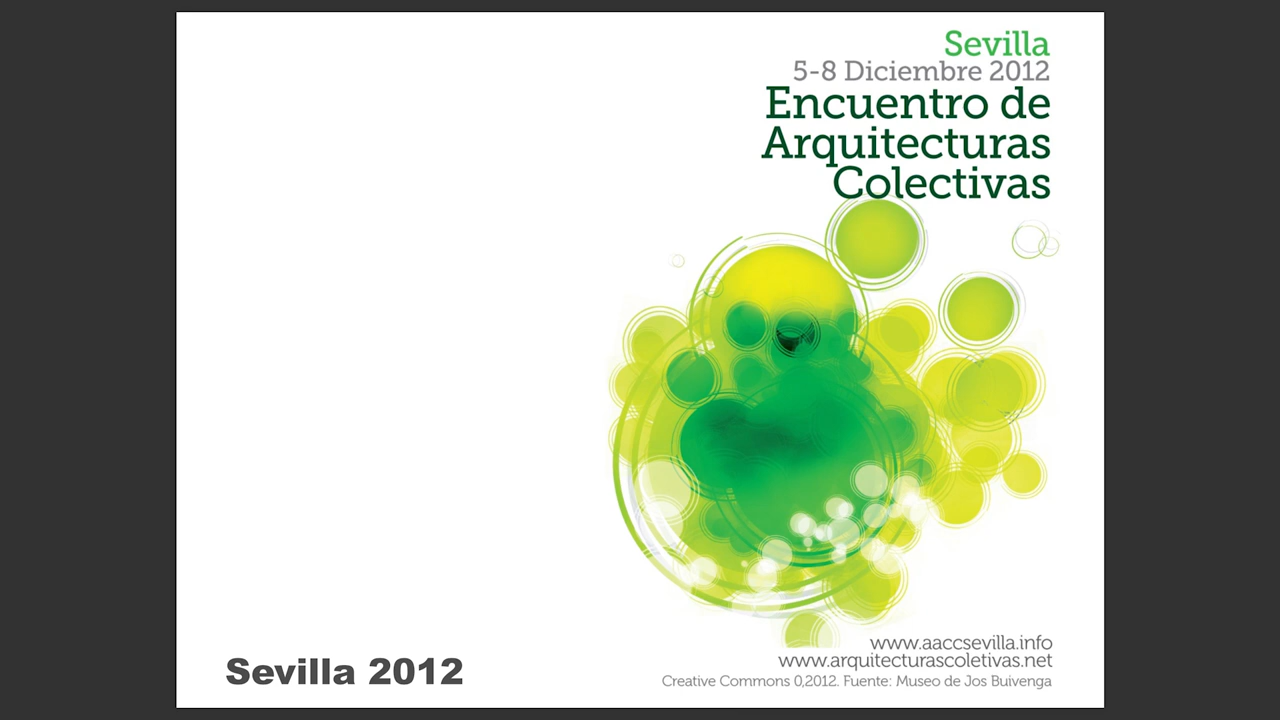 Sevilla
5-8 Diciembre 2012
Encuentro de
Arquitecturas
Colectivas
www.aaccsevilla.info
www.arquitecturascoletivas.net
Creative Commons 0,2012. Fuente: Museo de Jos Buivenga
Sevilla 2012